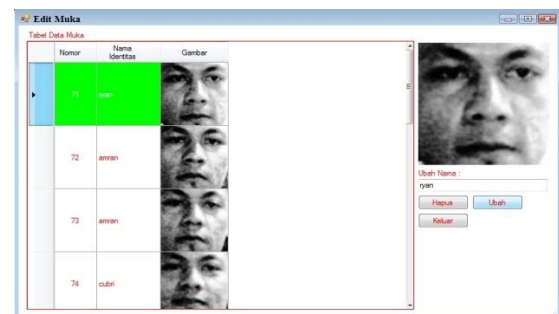 Edit Muka
Tabel Data Muka
Nomor Nama Identitas Gambar
71 ryan
72 amran
73 amran
74 cubri
Ubah Nama :
ryan
Hapus Ubah
Keluar